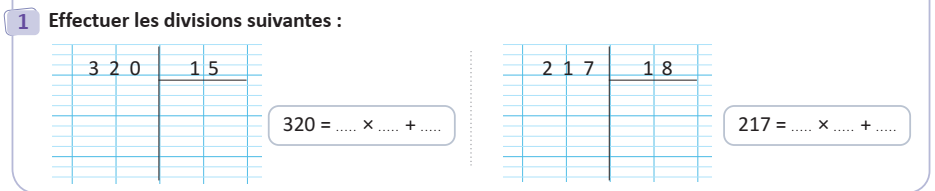 1 Effectuer les divisions suivantes :
3 2 0 1 5
320 = ..... × ..... + .....
2 1 7 1 8
217 = ..... × ..... + .....